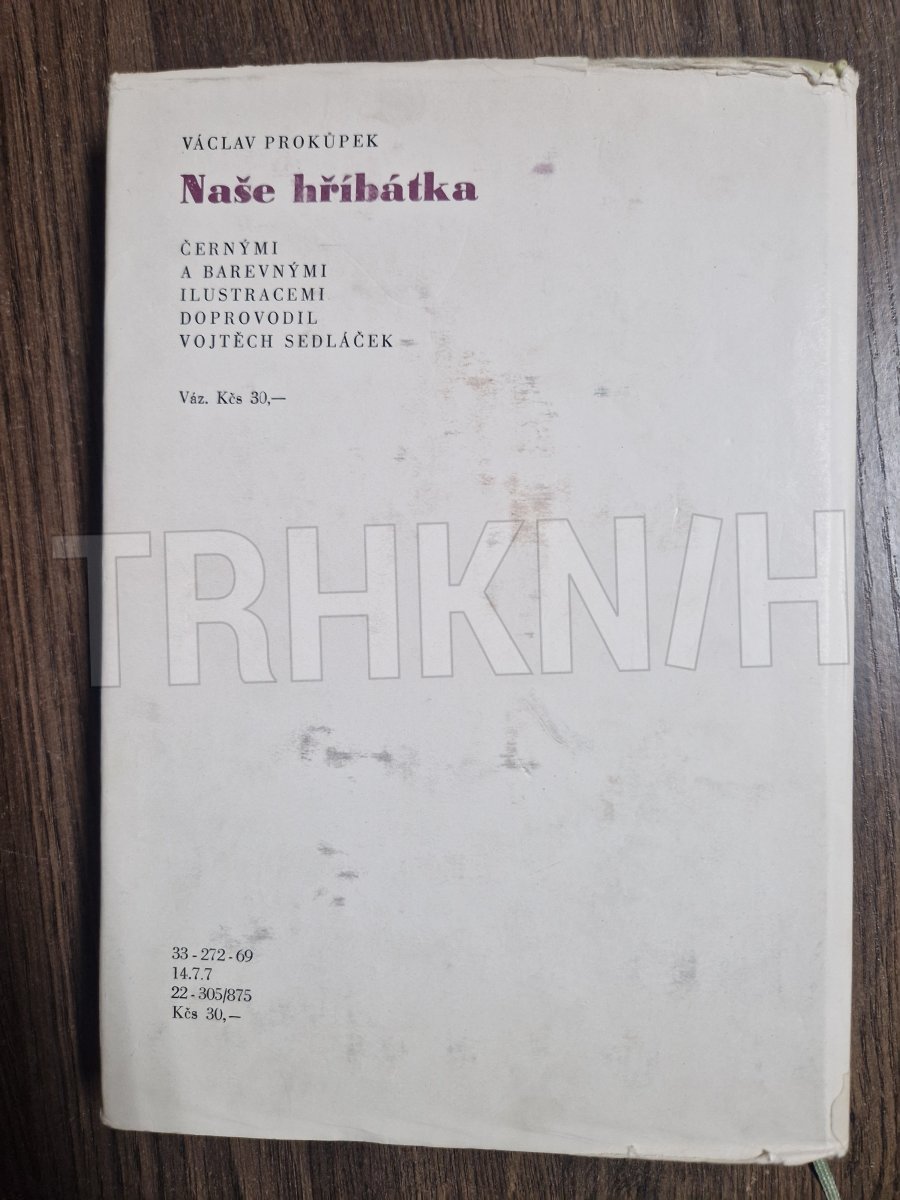 VÁCLAV PROKŮPEK
Naše hříbátka
ČERNÝMI
A BAREVNÝMI
ILUSTRACEMI
DOPROVODIL
VOJTĚCH SEDLÁČEK
Váz. Kčs 30,—
TRHKNIH
33-272-69
14.7.7
22-305/875
Kčs 30,—